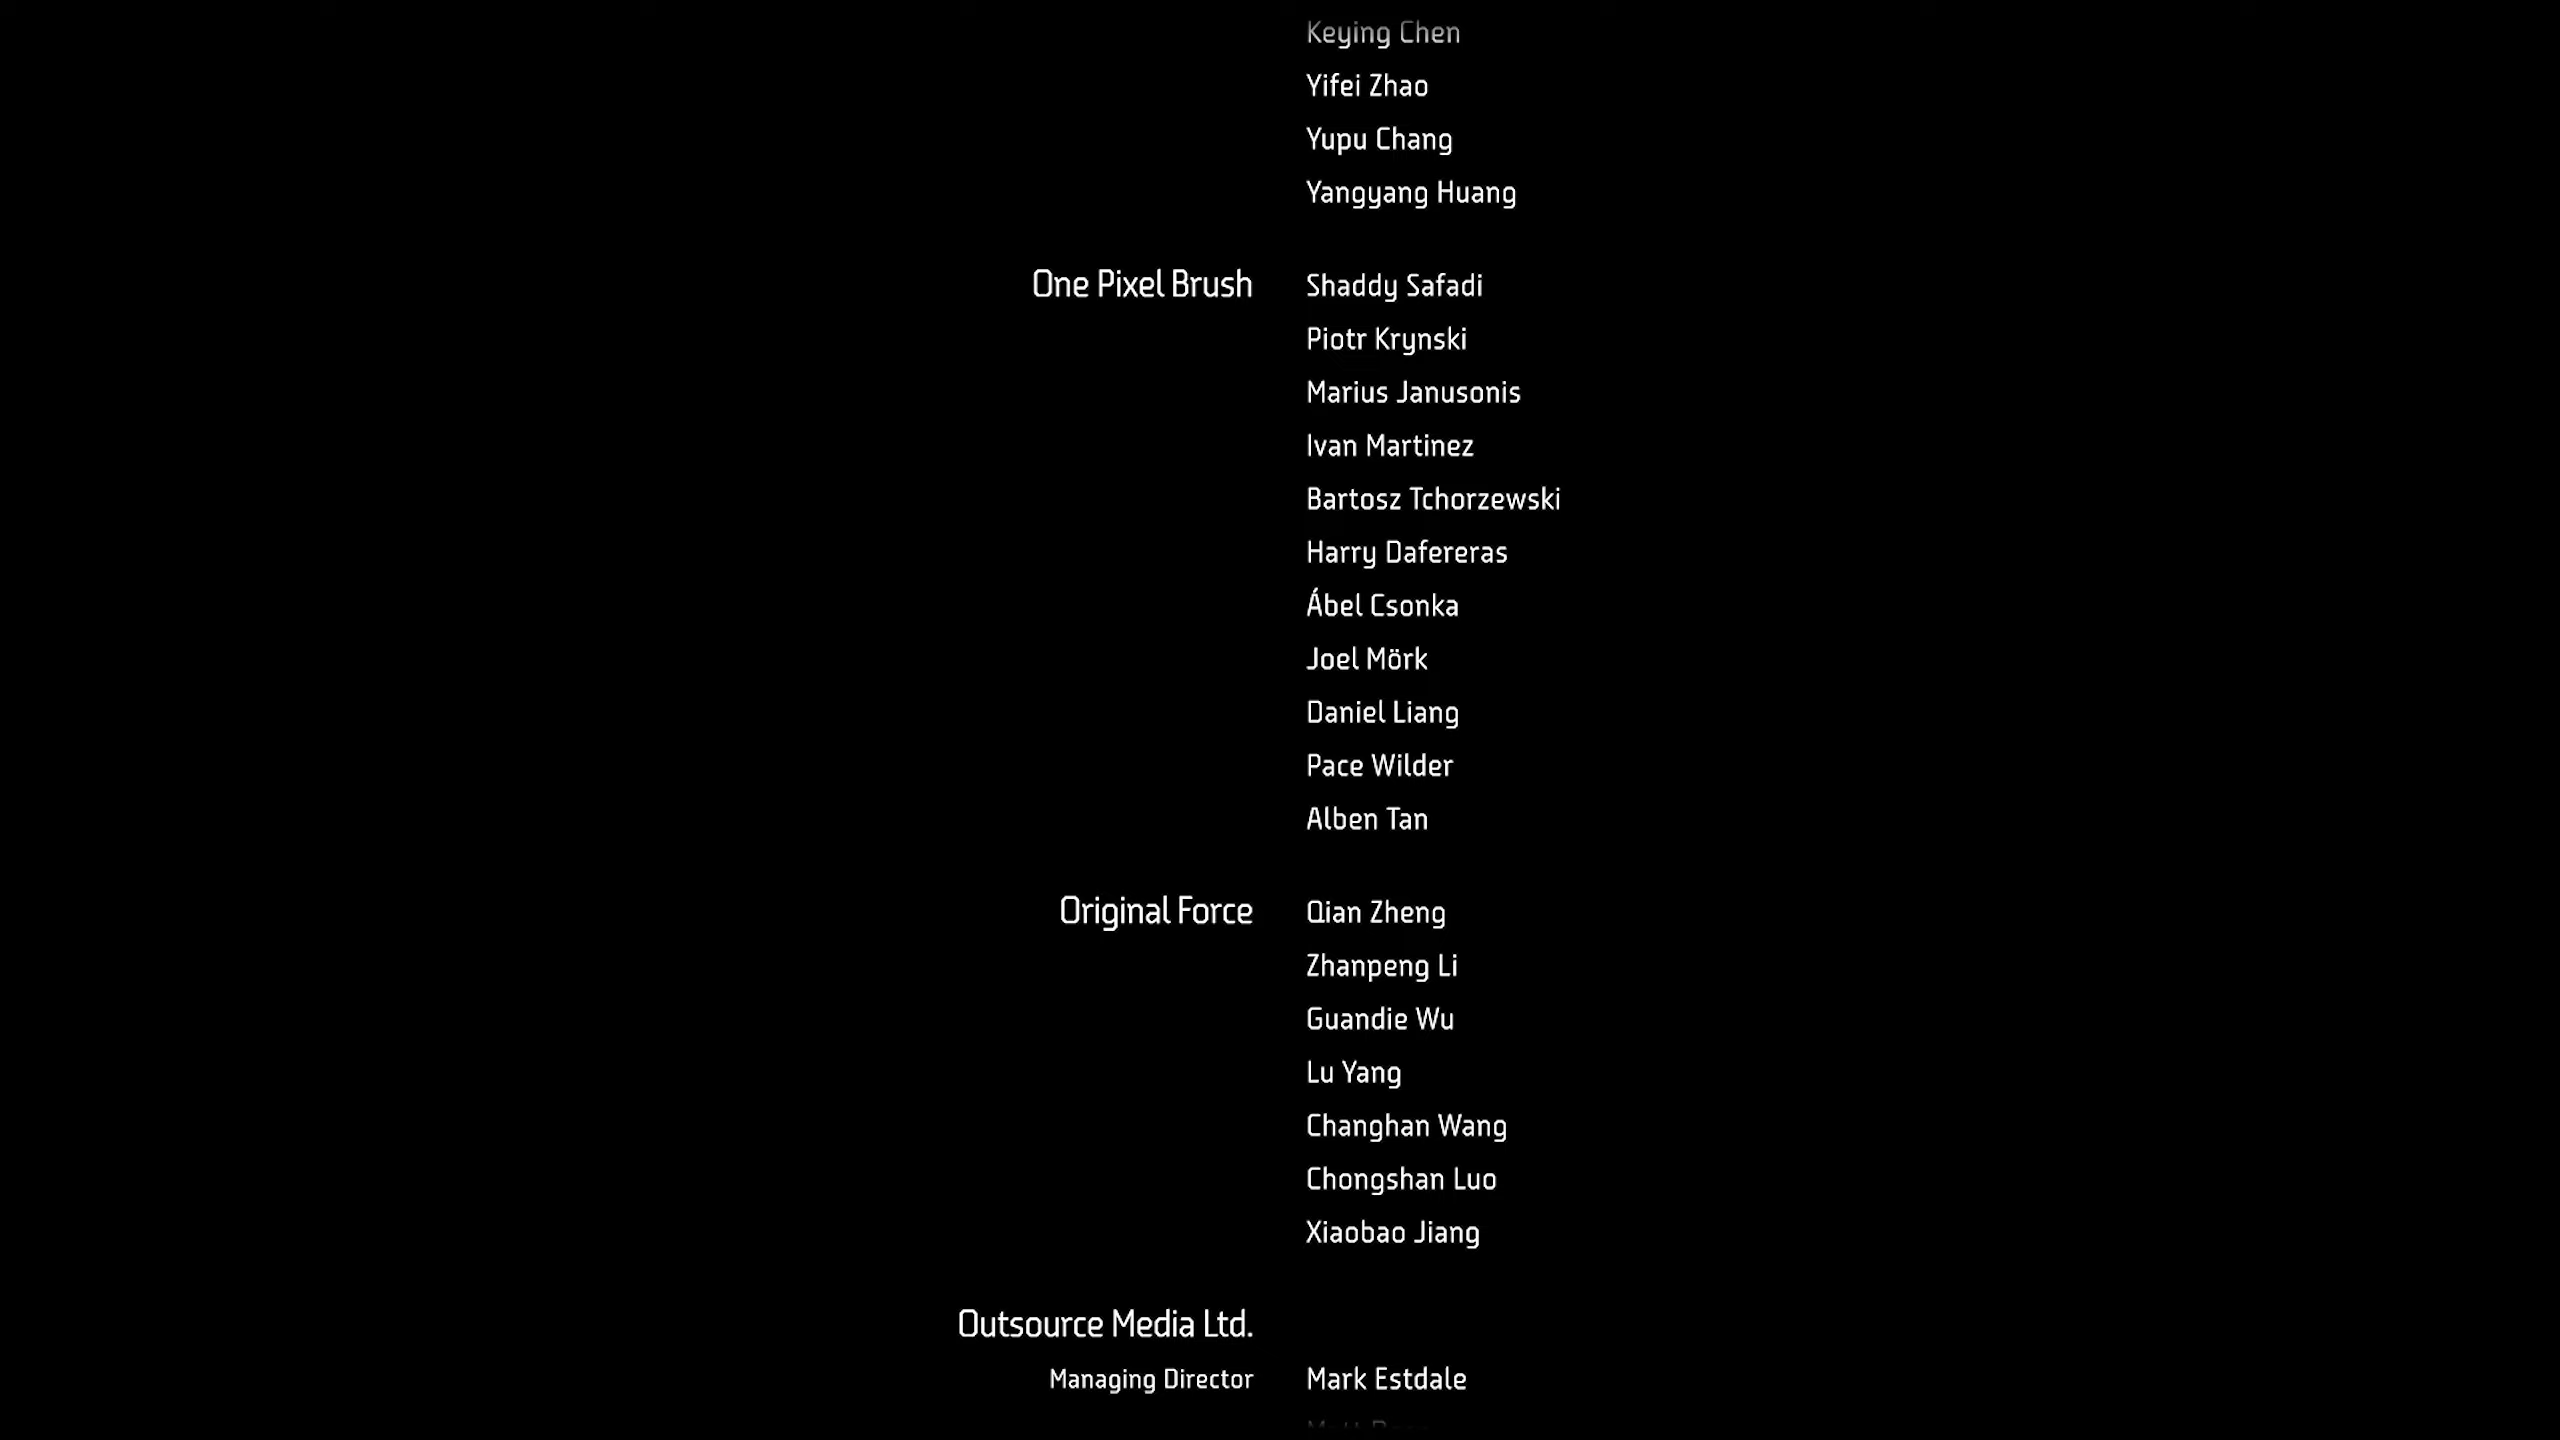 Keying Chen
Yifei Zhao
Yupu Chang
Yangyang Huang
One Pixel Brush Shaddy Safadi
Piotr Krynski
Marius Janusonis
Ivan Martinez
Bartosz Tchorzewski
Harry Dafereras
Ábel Csonka
Joel Mörk
Daniel Liang
Pace Wilder
Alben Tan
Original Force Qian Zheng
Zhanpeng Li
Guandie Wu
Lu Yang
Changhan Wang
Chongshan Luo
Xiaobao Jiang
Outsource Media Ltd.
Managing Director Mark Estdale